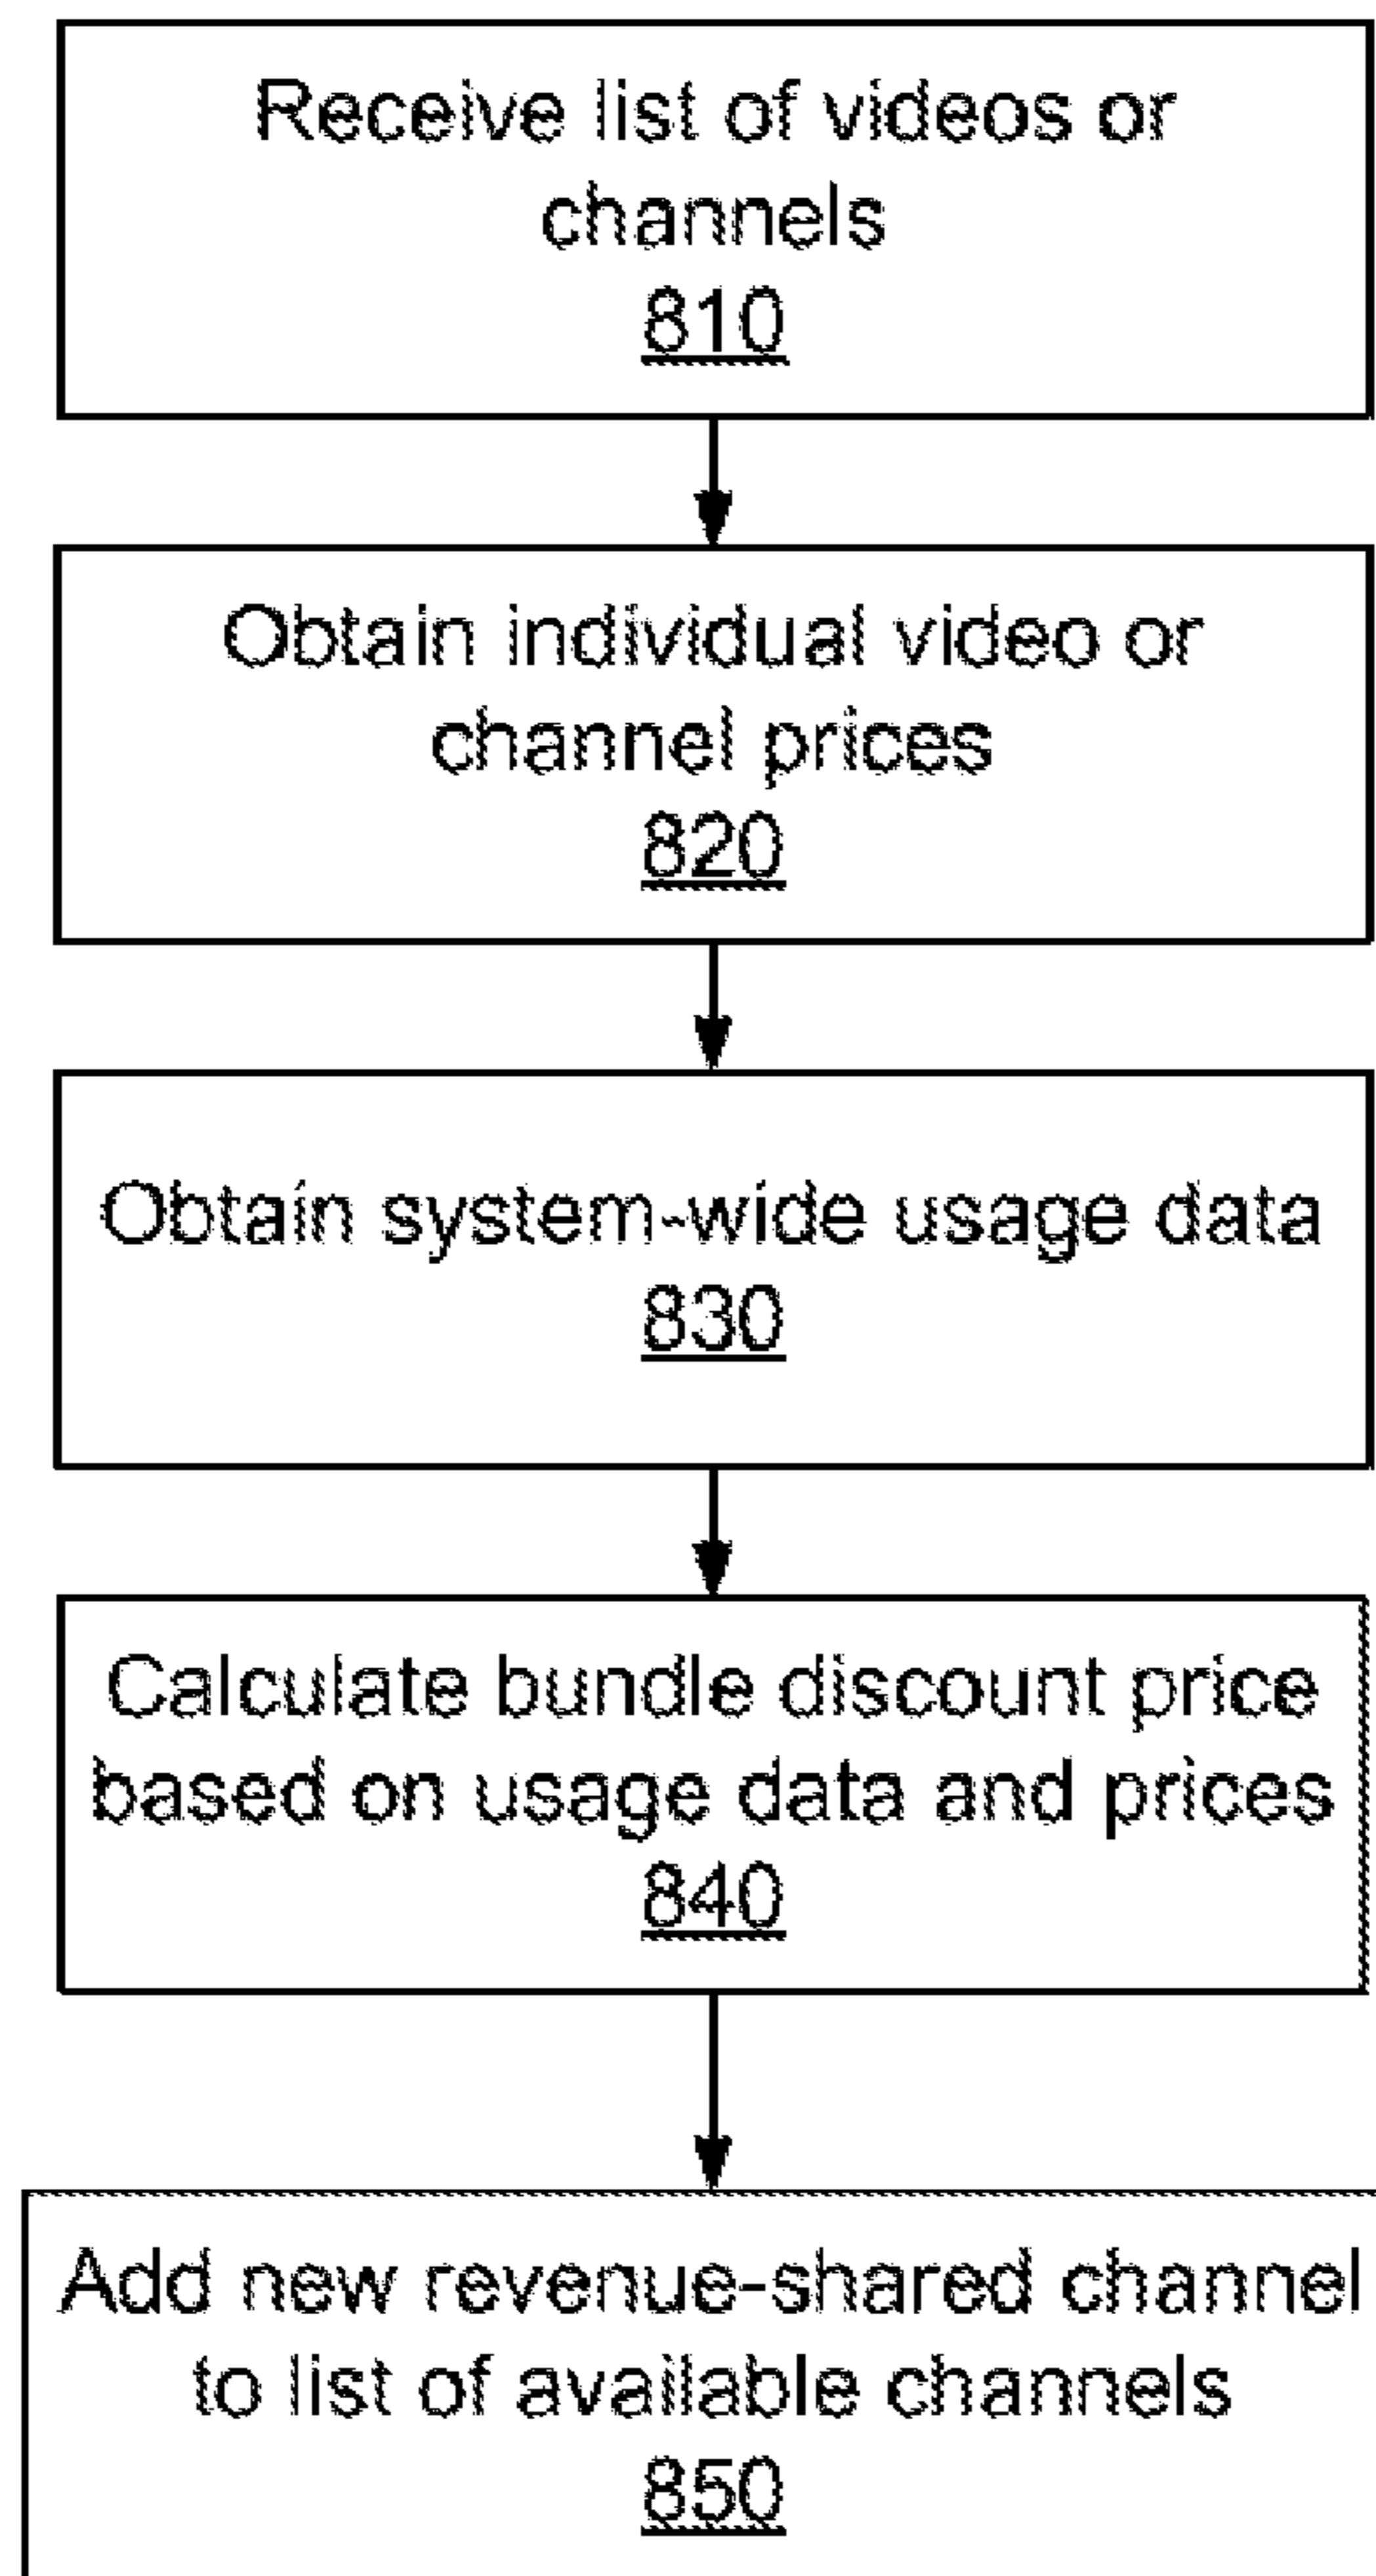 Receive list of videos or
channels
810
Obtain individual video or
channel prices
820
Obtain system-wide usage data
830
Calculate bundle discount price
based on usage data and prices
840
Add new revenue-shared channel
to list of available channels
850